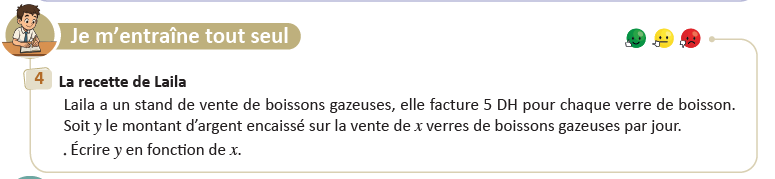 Je m’entraîne tout seul
4 La recette de Laila
Laila a un stand de vente de boissons gazeuses, elle facture 5 DH pour chaque verre de boisson.
Soit y le montant d’argent encaissé sur la vente de x verres de boissons gazeuses par jour.
. Écrire y en fonction de x.